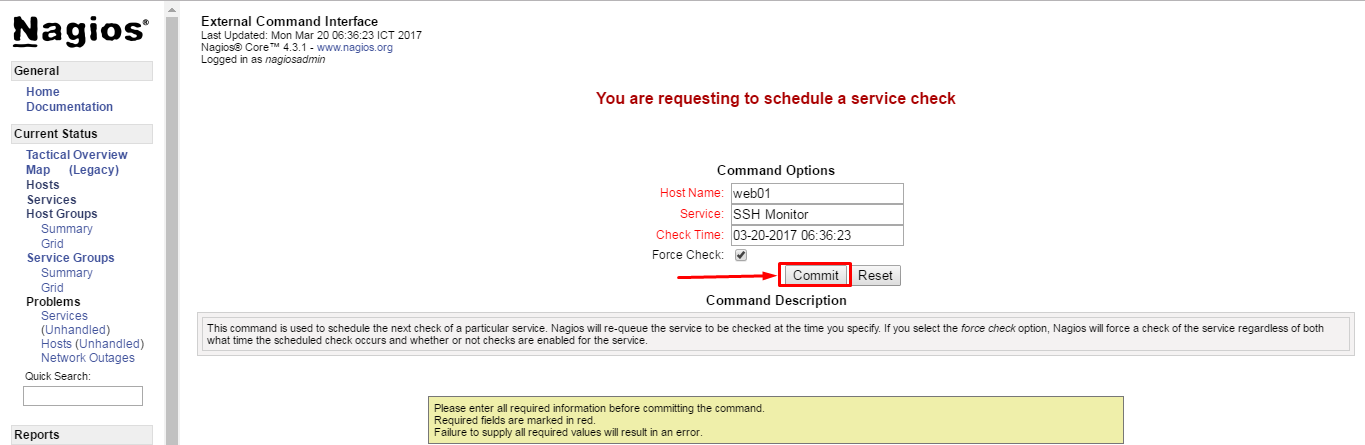 Nagios®
General
Home
Documentation
Current Status
Tactical Overview
Map (Legacy)
Hosts
Services
Host Groups
Summary
Grid
Service Groups
Summary
Grid
Problems
Services
(Unhandled)
Hosts (Unhandled)
Network Outages
Quick Search:
Reports
External Command Interface
Last Updated: Mon Mar 20 06:36:23 ICT 2017
Nagios® Core™ 4.3.1 - www.nagios.org
Logged in as nagiosadmin
You are requesting to schedule a service check
Command Options
Host Name: web01
Service: SSH Monitor
Check Time: 03-20-2017 06:36:23
Force Check:
Commit Reset
Command Description
This command is used to schedule the next check of a particular service. Nagios will re-queue the service to be checked at the time you specify. If you select the force check option, Nagios will force a check of the service regardless of both
what time the scheduled check occurs and whether or not checks are enabled for the service.
Please enter all required information before committing the command.
Required fields are marked in red.
Failure to supply all required values will result in an error.